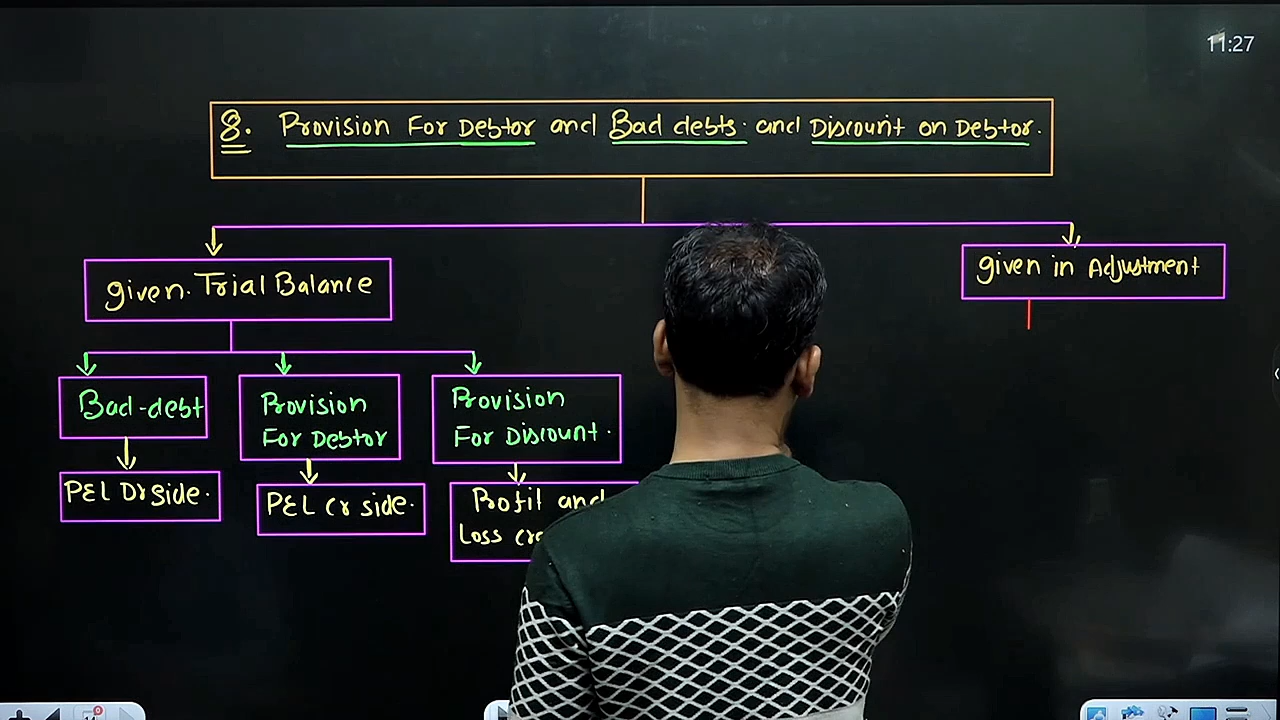 11:27
8. Provision For Debtor and Bad debts. and Discount on Debtor.
given. Trial Balance
given in Adjustment
Bad-debt
Provision
For Debtor
Provision
For Discount.
P&L Dr side.
P&L Cr side.
Profit and
Loss